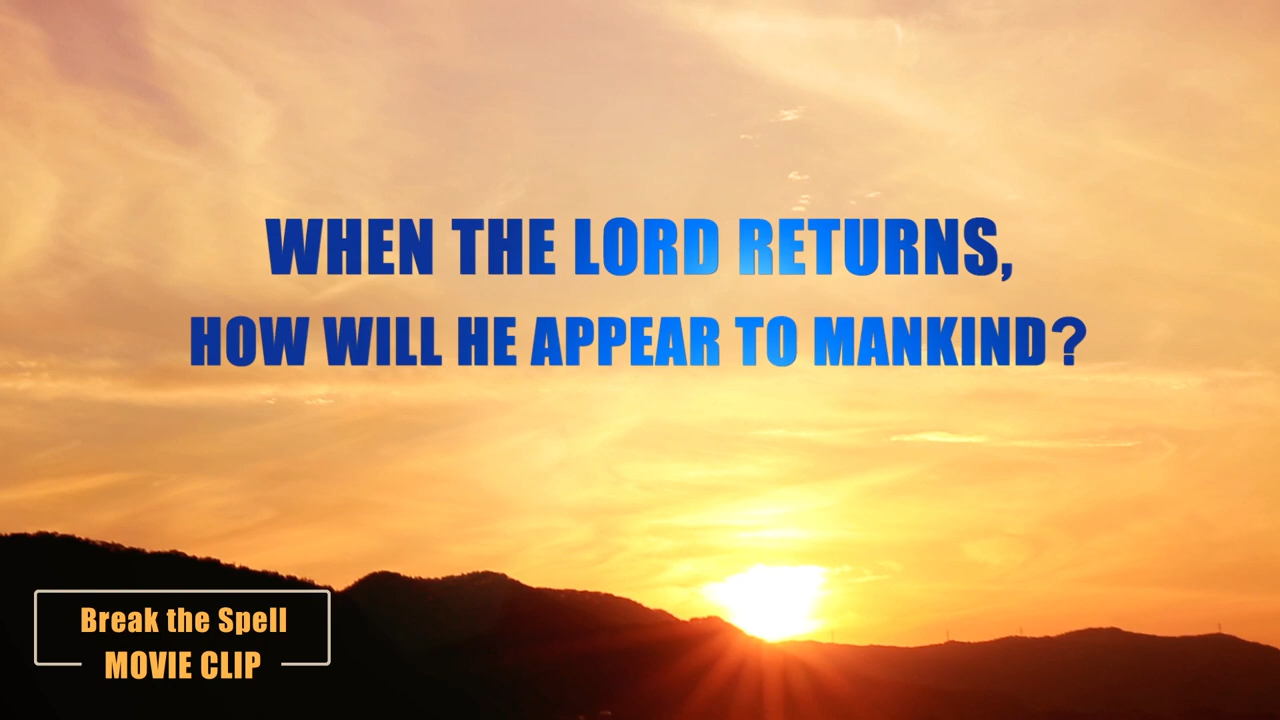 WHEN THE LORD RETURNS,
HOW WILL HE APPEAR TO MANKIND?
Break the Spell
MOVIE CLIP